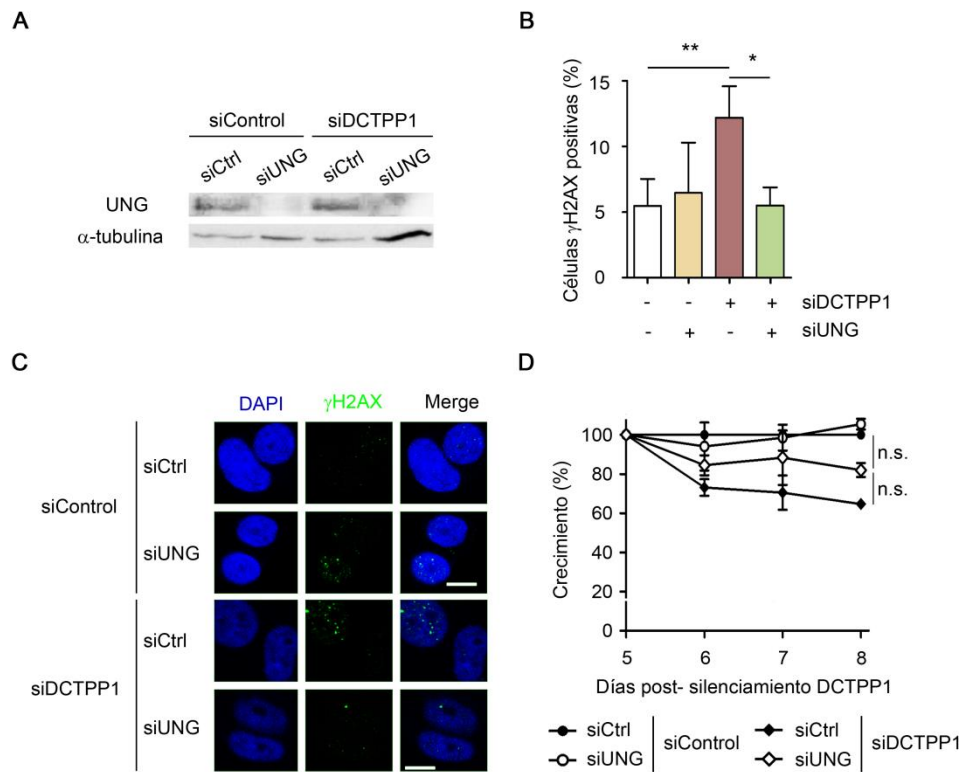 A
siControl siDCTPP1
siCtrl siUNG siCtrl siUNG
UNG
α-tubulina
B
** *
Células γH2AX positivas (%)
15
10
5
0
- - + + siDCTPP1
- + - + siUNG
C
DAPI γH2AX Merge
siControl
siCtrl
siUNG
siDCTPP1
siCtrl
siUNG
D
Crecimiento (%)
100
80
60
40
20
0
n.s.
n.s.
5 6 7 8
Días post- silenciamiento DCTPP1
siCtrl
siUNG
siControl
siCtrl
siUNG
siDCTPP1